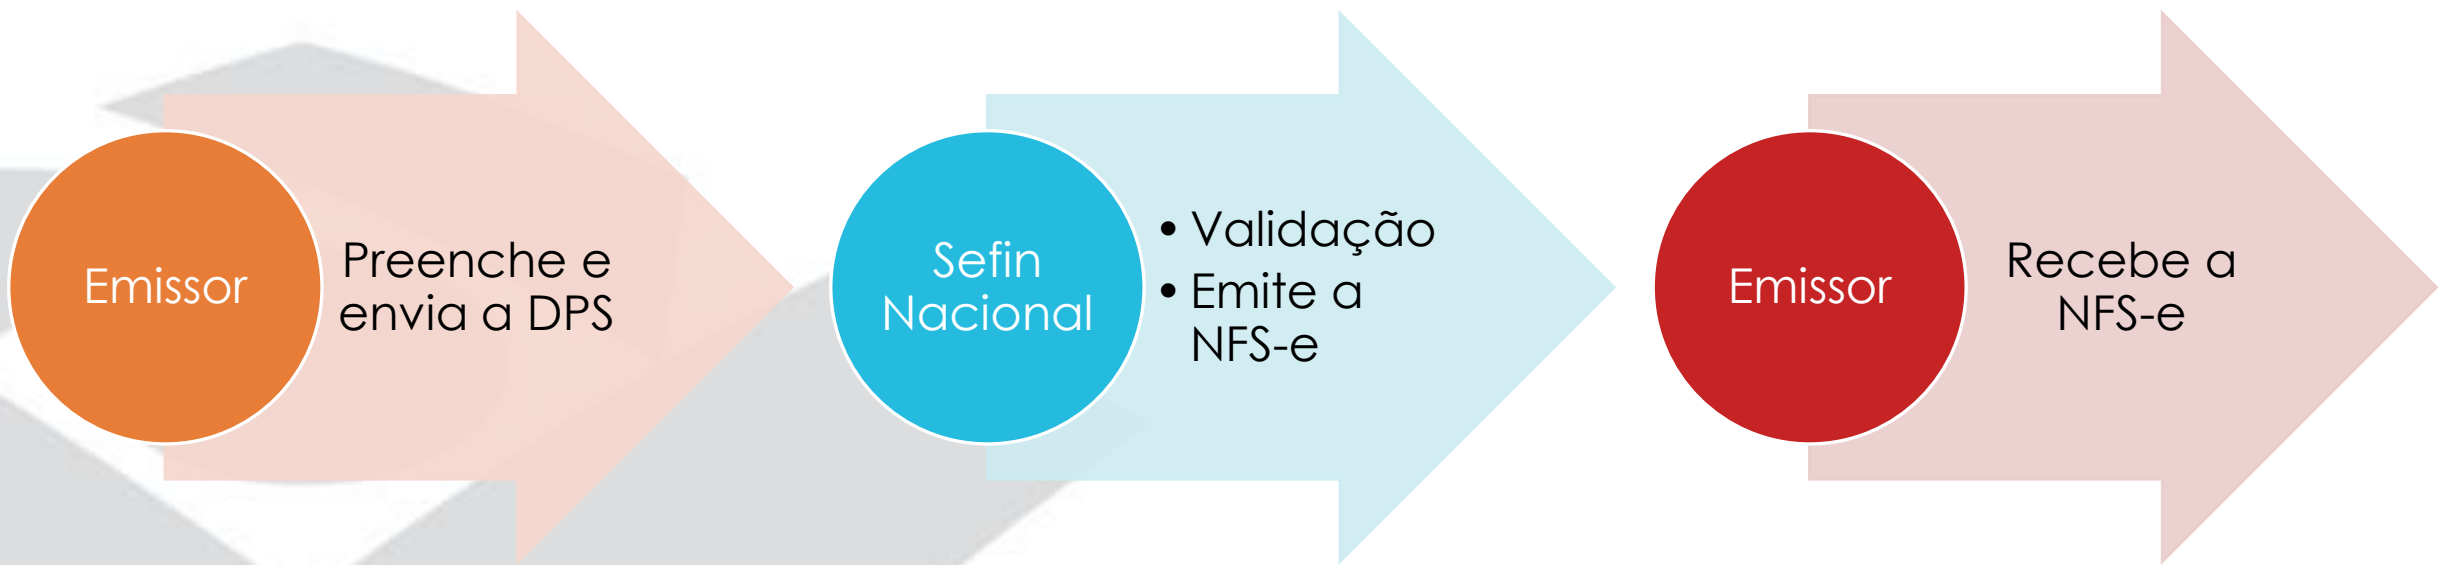 Emissor
Preenche e
envia a DPS
Sefin
Nacional
• Validação
• Emite a
NFS-e
Emissor
Recebe a
NFS-e